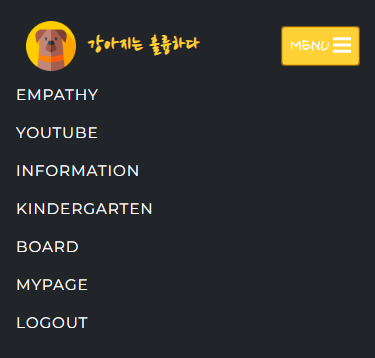 강아지는 훌륭하다 MENU
EMPATHY
YOUTUBE
INFORMATION
KINDERGARTEN
BOARD
MYPAGE
LOGOUT